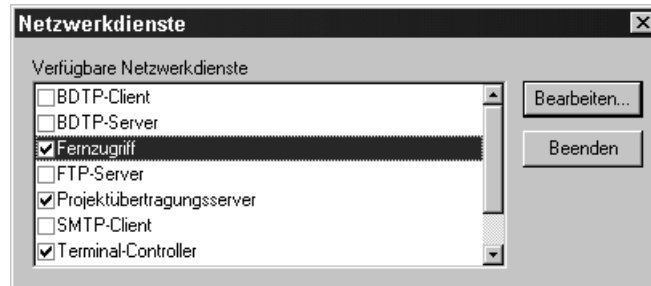 Netzwerkdienste
Verfügbare Netzwerkdienste
BDTP-Client
BDTP-Server
Fernzugriff
FTP-Server
Projektübertragungsserver
SMTP-Client
Terminal-Controller
Bearbeiten...
Beenden